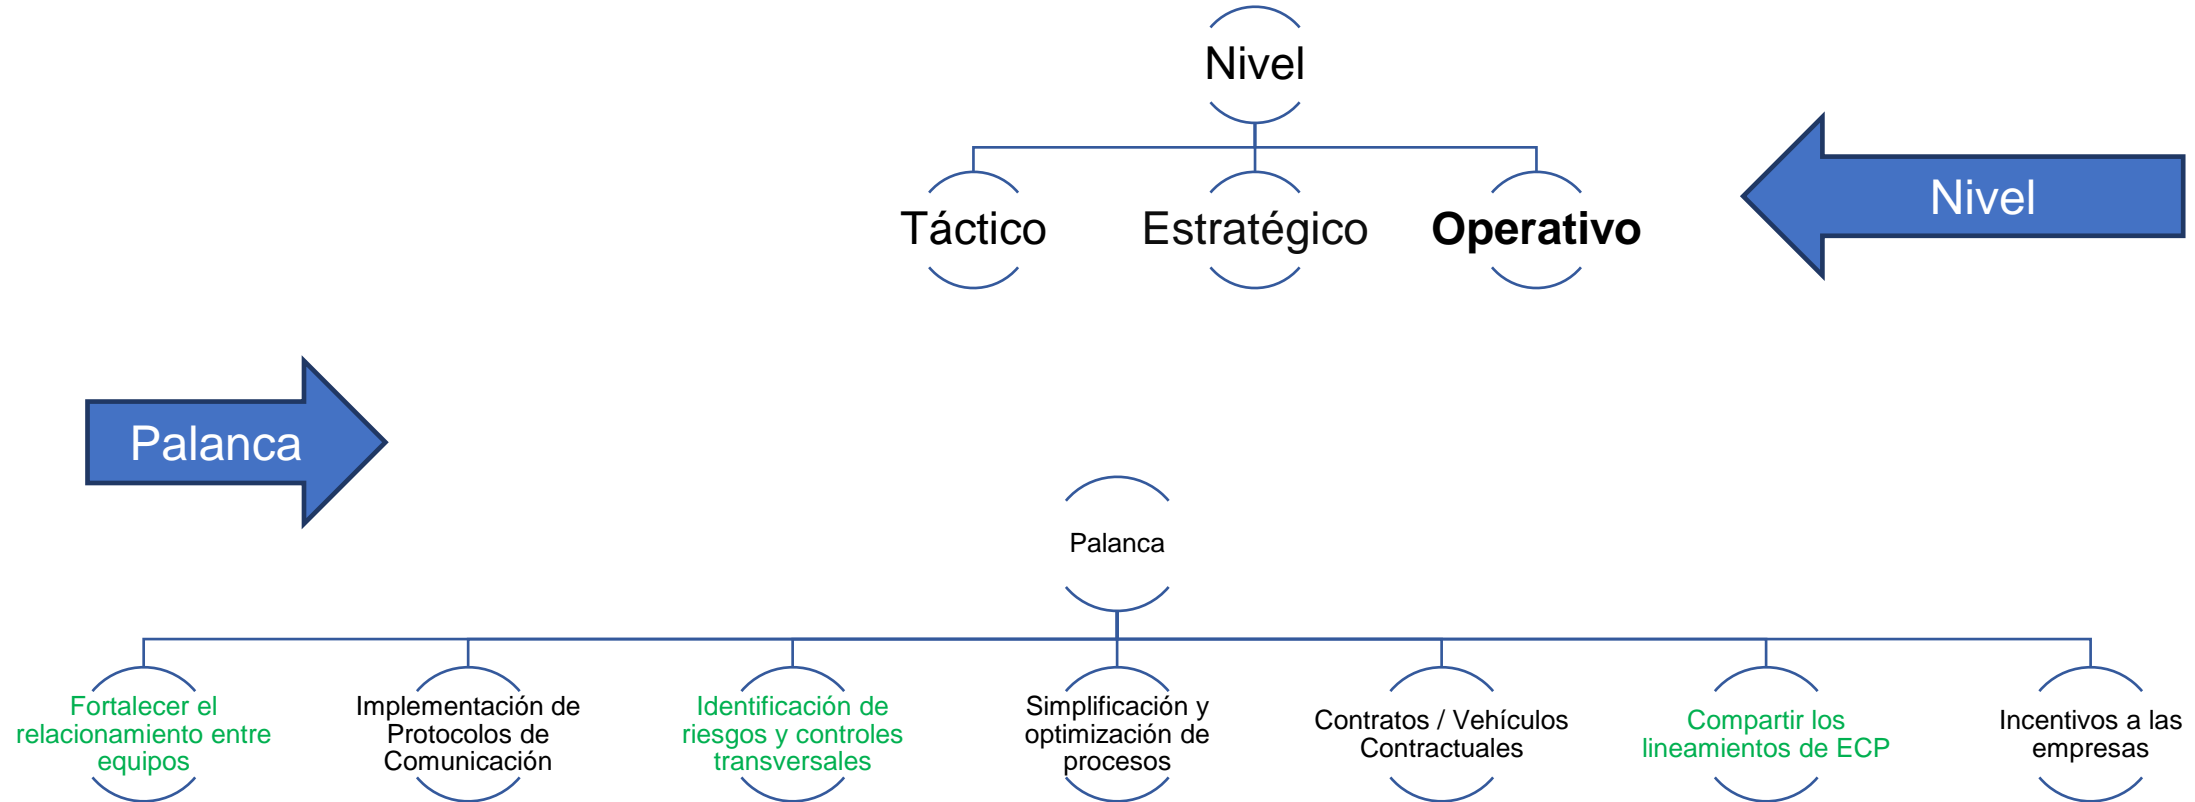 Nivel
Táctico
Estratégico
Operativo
Nivel
Palanca
Palanca
Fortalecer el
relacionamiento entre
equipos
Implementación de
Protocolos de
Comunicación
Identificación de
riesgos y controles
transversales
Simplificación y
optimización de
procesos
Contratos / Vehículos
Contractuales
Compartir los
lineamientos de ECP
Incentivos a las
empresas